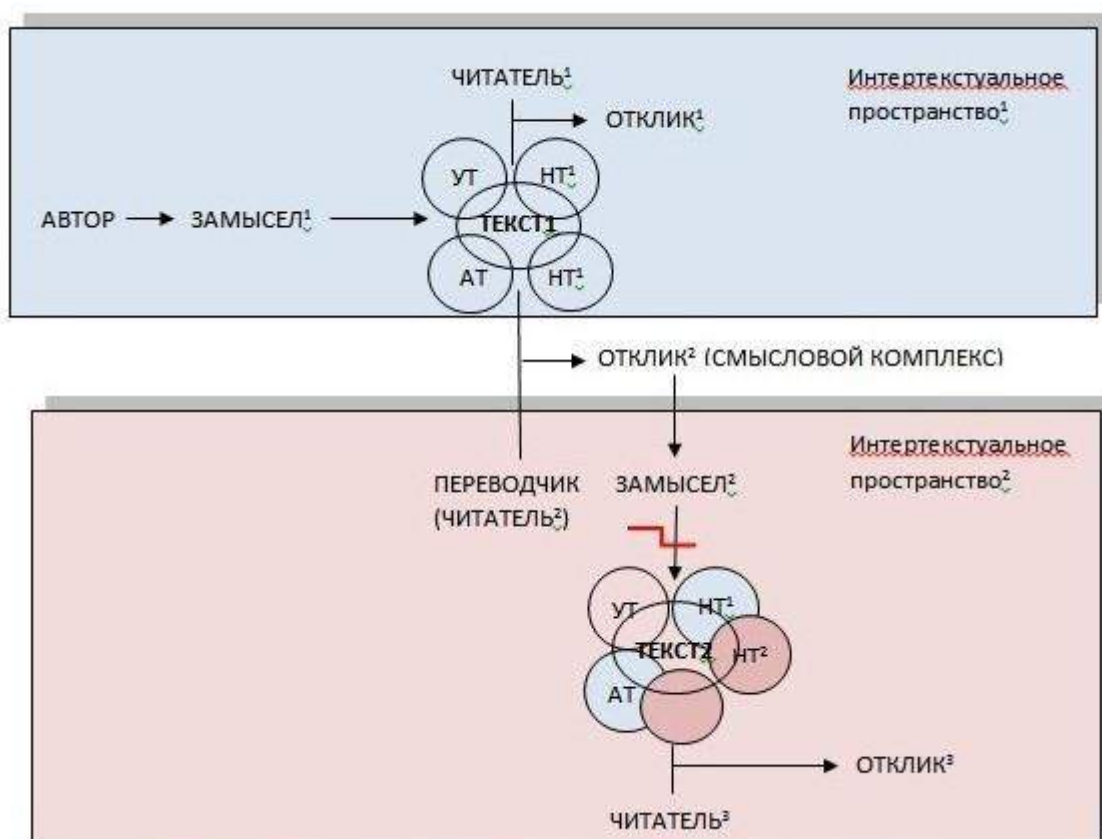 ЧИТАТЕЛЬ¹
Интертекстуальное
пространство¹
ОТКЛИК¹
УТ
НТ¹
АВТОР
ЗАМЫСЕЛ¹
ТЕКСТ1
АТ
НТ¹
ОТКЛИК² (СМЫСЛОВОЙ КОМПЛЕКС)
Интертекстуальное
пространство²
ПЕРЕВОДЧИК
(ЧИТАТЕЛЬ²)
ЗАМЫСЕЛ²
УТ
НТ¹
ТЕКСТ2
НТ²
АТ
ОТКЛИК³
ЧИТАТЕЛЬ³